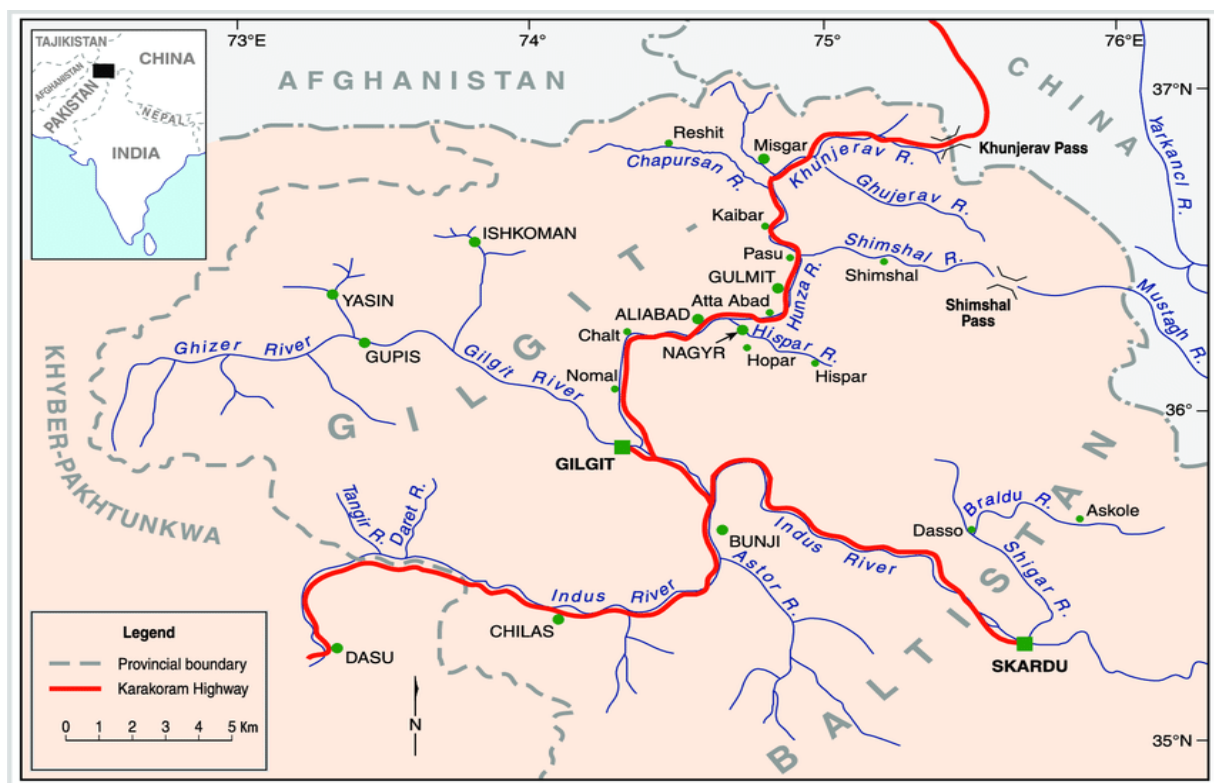 73°E
74°E
75°E
76°E
37°N
36°N
35°N
TAJIKISTAN
CHINA
AFGHANISTAN
PAKISTAN
NEPAL
INDIA
AFGHANISTAN
CHINA
Reshit
Misgar
Chapursan R.
Khunjerav R.
Khunjerav Pass
Yarkancl R.
Ghujerav R.
Kaibar
ISHKOMAN
Pasu
Shimshal R.
Shimshal
GULMIT
YASIN
Atta Abad
Hunza R.
Shimshal
Pass
Mustagh R.
ALIABAD
Chalt
GUPIS
NAGYR
Hispar R.
Hopar
Hispar
Ghizer River
Gilgit River
Nomal
KHYBER-PAKHTUNKWA
GILGIT -
BALTISTAN
GILGIT
Tangir R.
Daret R.
BUNJI
Indus River
Braldu R.
Askole
Dasso
Shigar R.
Astor R.
Indus River
CHILAS
DASU
SKARDU
Legend
Provincial boundary
Karakoram Highway
0 1 2 3 4 5 Km
N